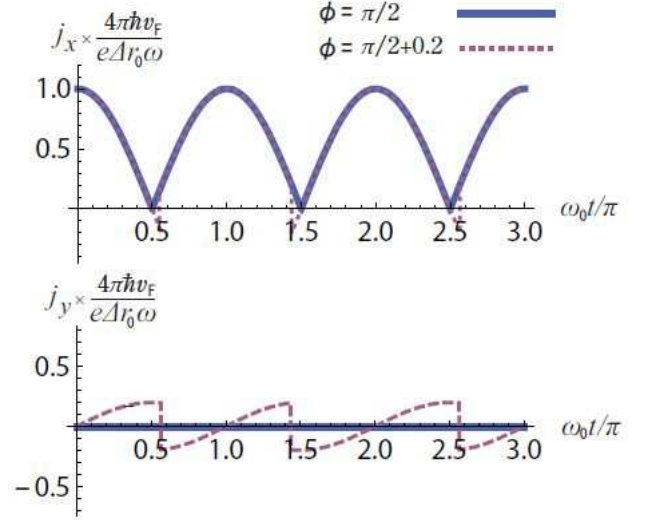 ϕ = π/2
j_x × 4πℏv_F / eΔr_0ω
ϕ = π/2+0.2
1.0
0.5
0.5 1.0 1.5 2.0 2.5 3.0 ω_0t/π
j_y × 4πℏv_F / eΔr_0ω
0.5
0.5 1.0 1.5 2.0 2.5 3.0 ω_0t/π
−0.5